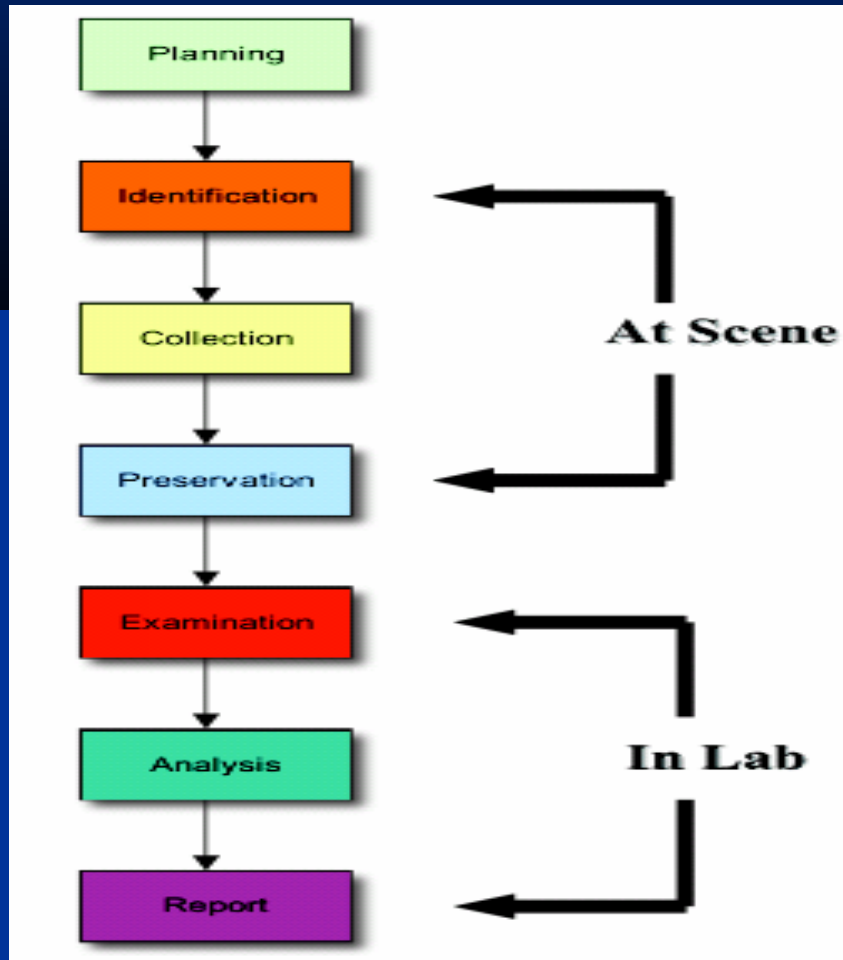 Planning
Identification
Collection
At Scene
Preservation
Examination
Analysis
In Lab
Report